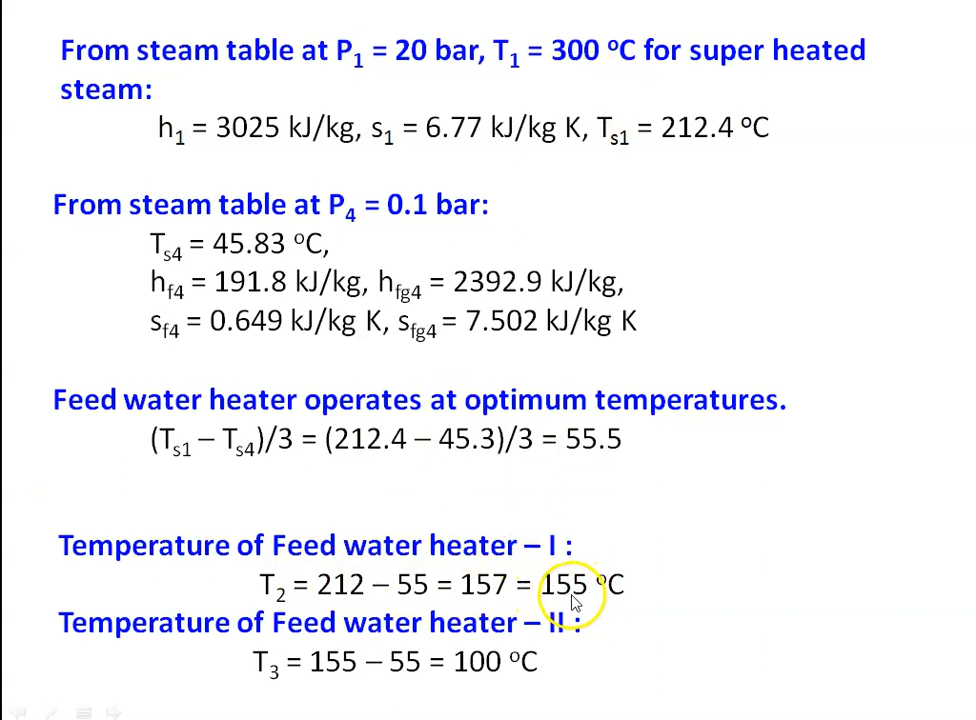 From steam table at P₁ = 20 bar, T₁ = 300 ᵒC for super heated
steam:
h₁ = 3025 kJ/kg, s₁ = 6.77 kJ/kg K, Tₛ₁ = 212.4 ᵒC
From steam table at P₄ = 0.1 bar:
Tₛ₄ = 45.83 ᵒC,
h_f4 = 191.8 kJ/kg, h_fg4 = 2392.9 kJ/kg,
s_f4 = 0.649 kJ/kg K, s_fg4 = 7.502 kJ/kg K
Feed water heater operates at optimum temperatures.
(Tₛ₁ – Tₛ₄)/3 = (212.4 – 45.3)/3 = 55.5
Temperature of Feed water heater – I :
T₂ = 212 – 55 = 157 = 155 ᵒC
Temperature of Feed water heater – II :
T₃ = 155 – 55 = 100 ᵒC